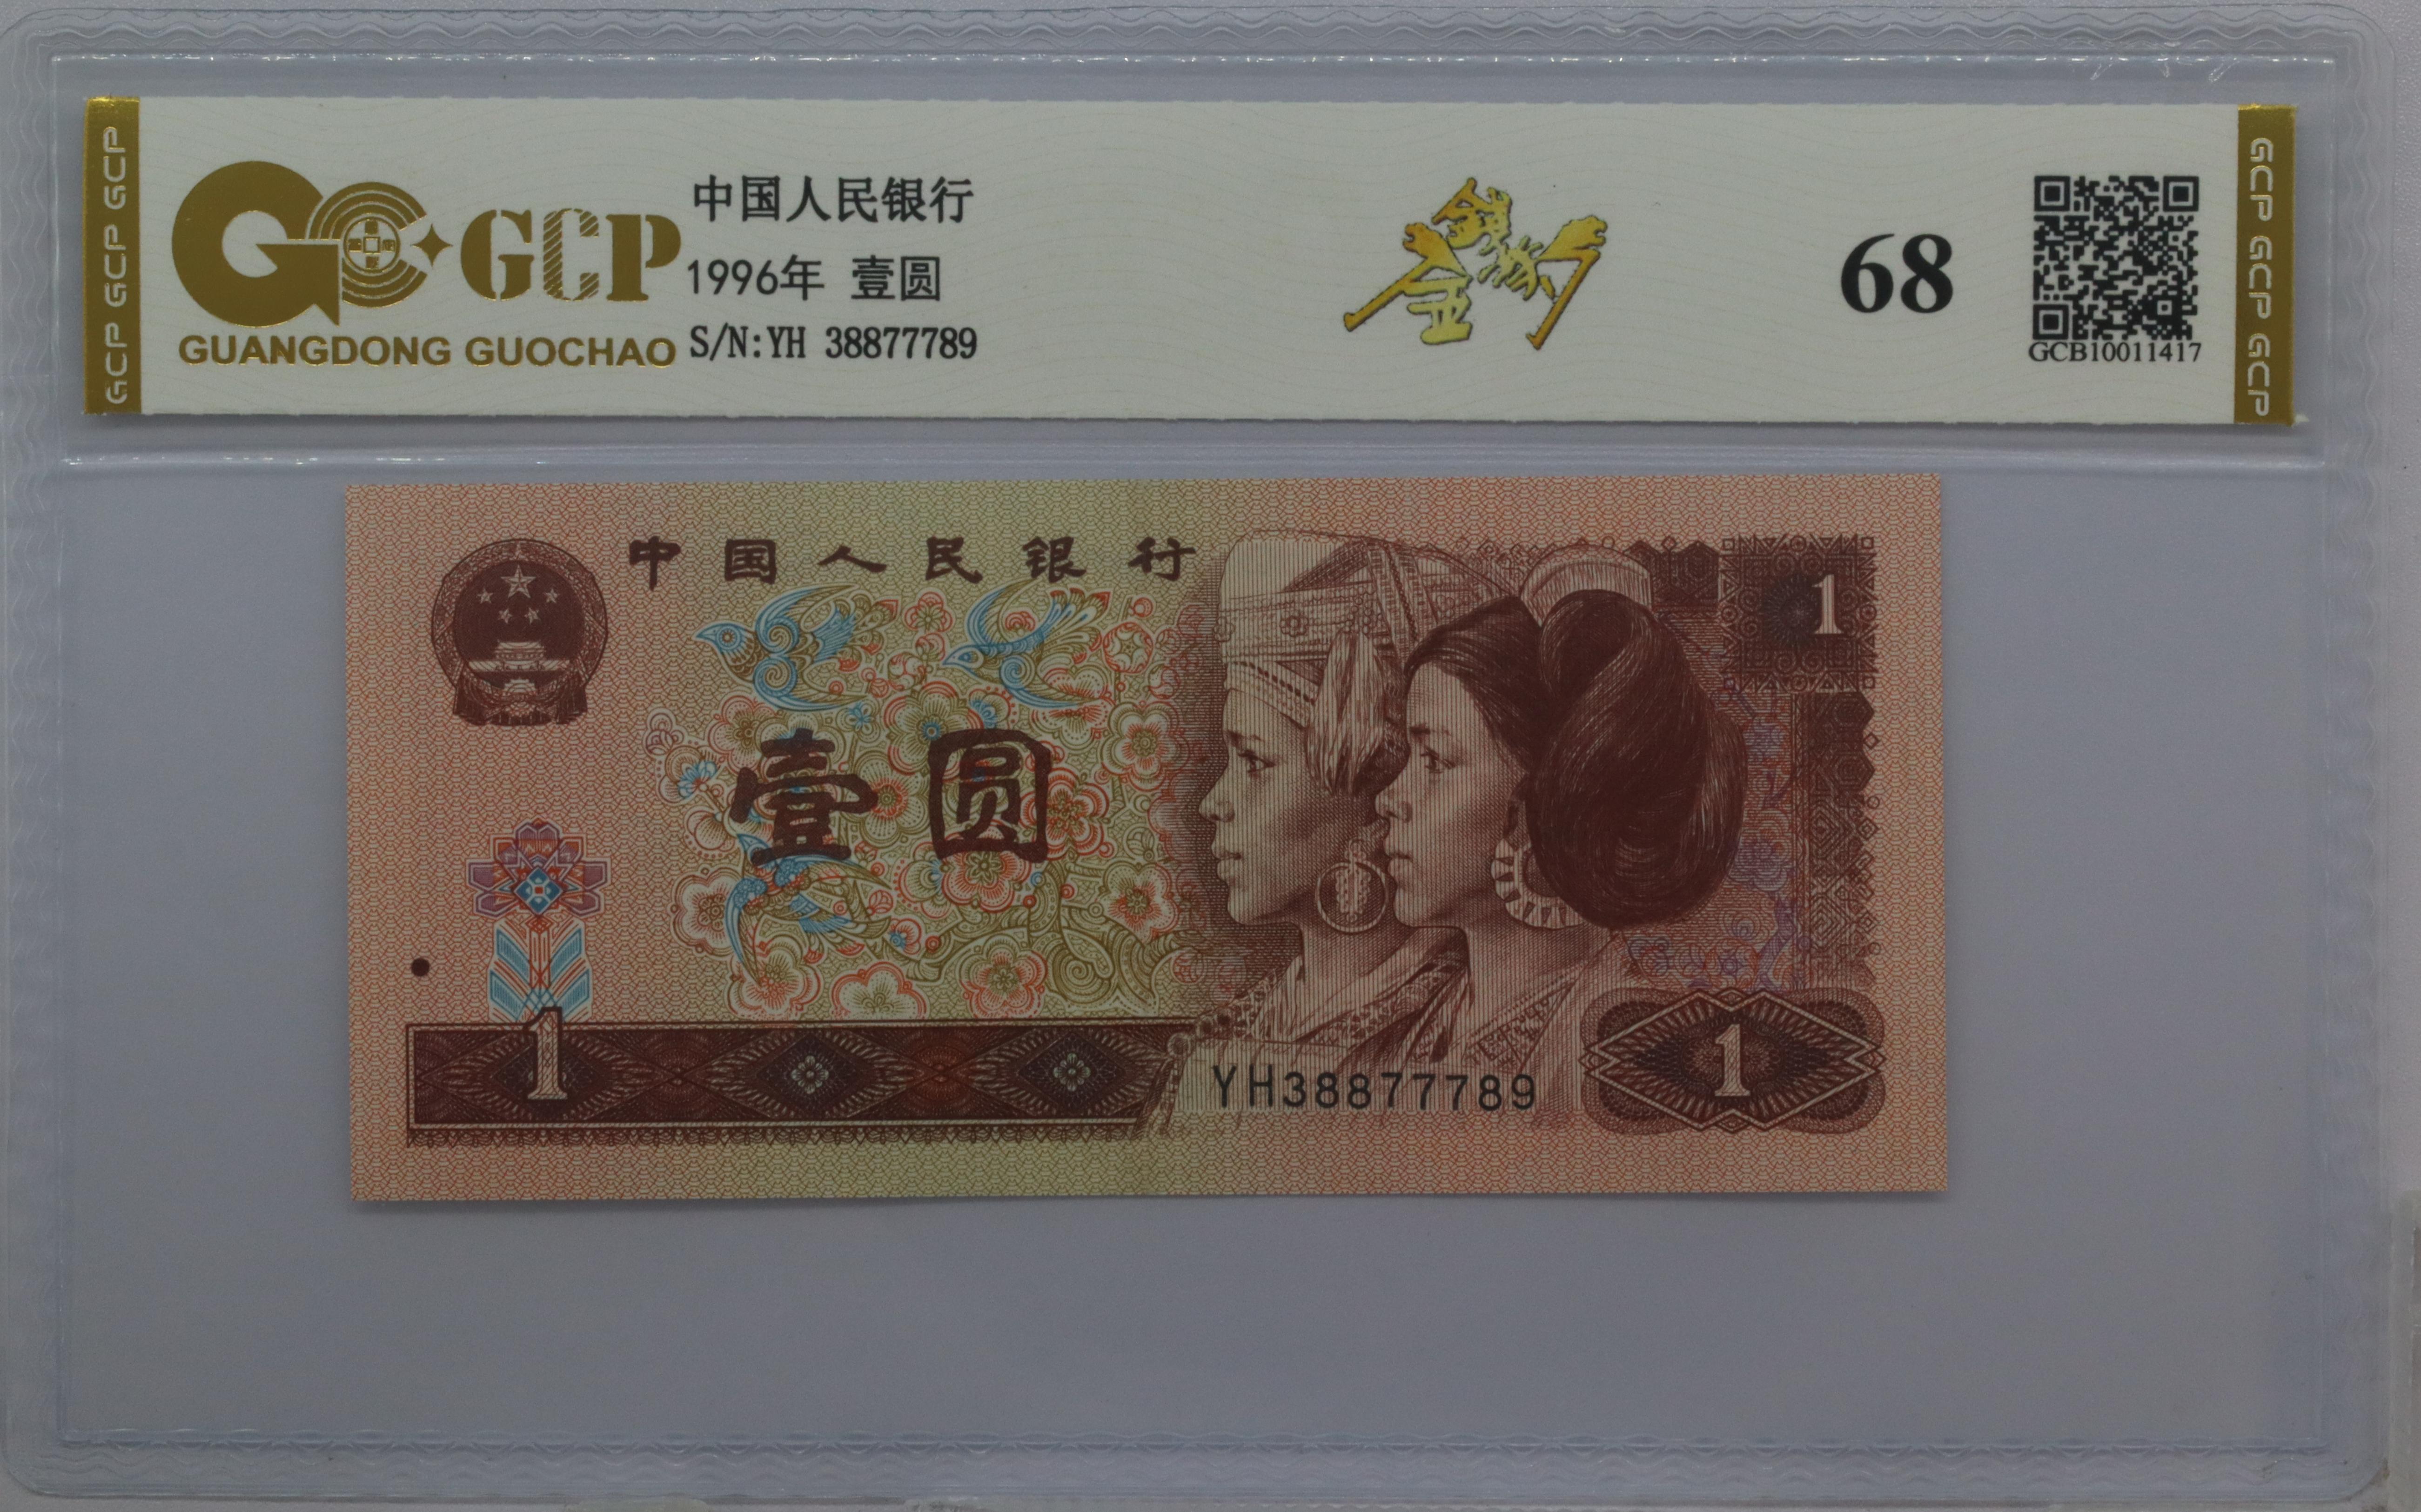 GCP GCP GCP
GCP
GUANGDONG GUOCHAO
中国人民银行
1996年 壹圆
S/N:YH 38877789
68
GCB10011417
GCP GCP GCP
中国人民银行
1
壹圆
1
YH38877789
1